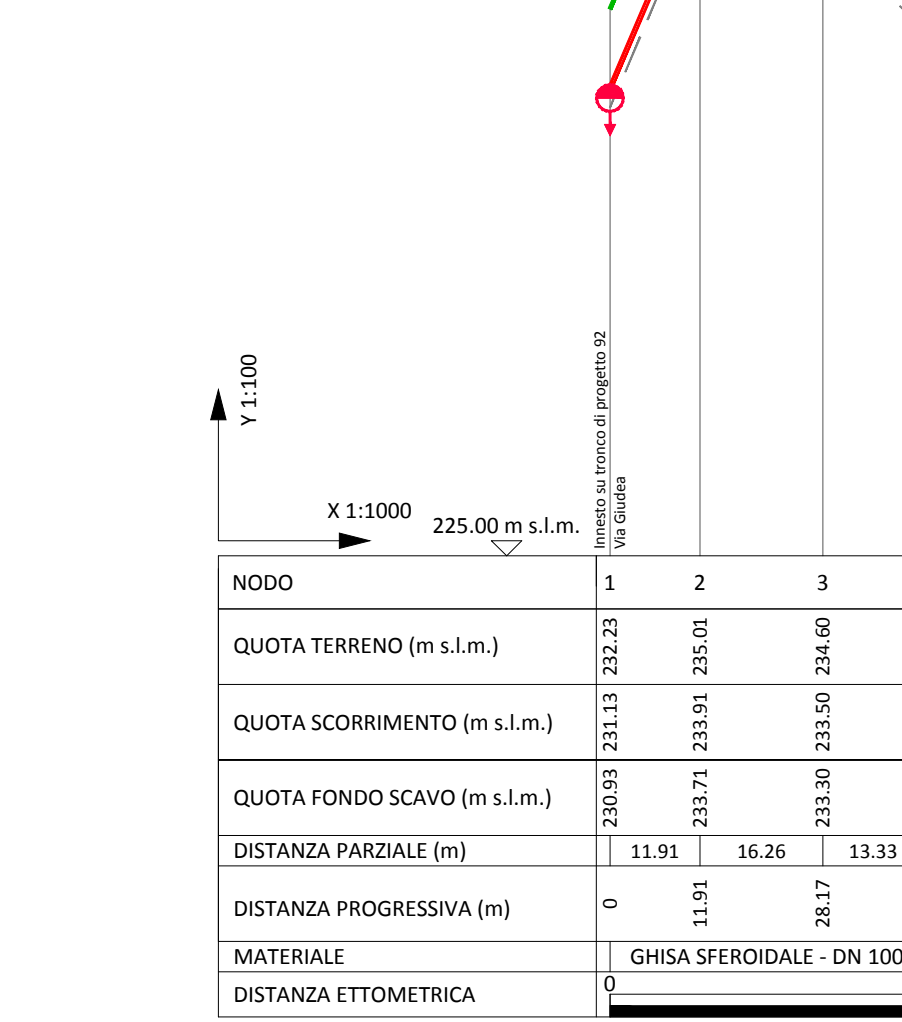 Y 1:100
X 1:1000
225.00 m s.l.m.
Innesto su tronco di progetto 92
Via Giudea
NODO 1 2 3
QUOTA TERRENO (m s.l.m.) 232.23 235.01 234.60
QUOTA SCORRIMENTO (m s.l.m.) 231.13 233.91 233.50
QUOTA FONDO SCAVO (m s.l.m.) 230.93 233.71 233.30
DISTANZA PARZIALE (m) 11.91 16.26 13.33
DISTANZA PROGRESSIVA (m) 0 11.91 28.17
MATERIALE GHISA SFEROIDALE - DN 100
DISTANZA ETTOMETRICA 0